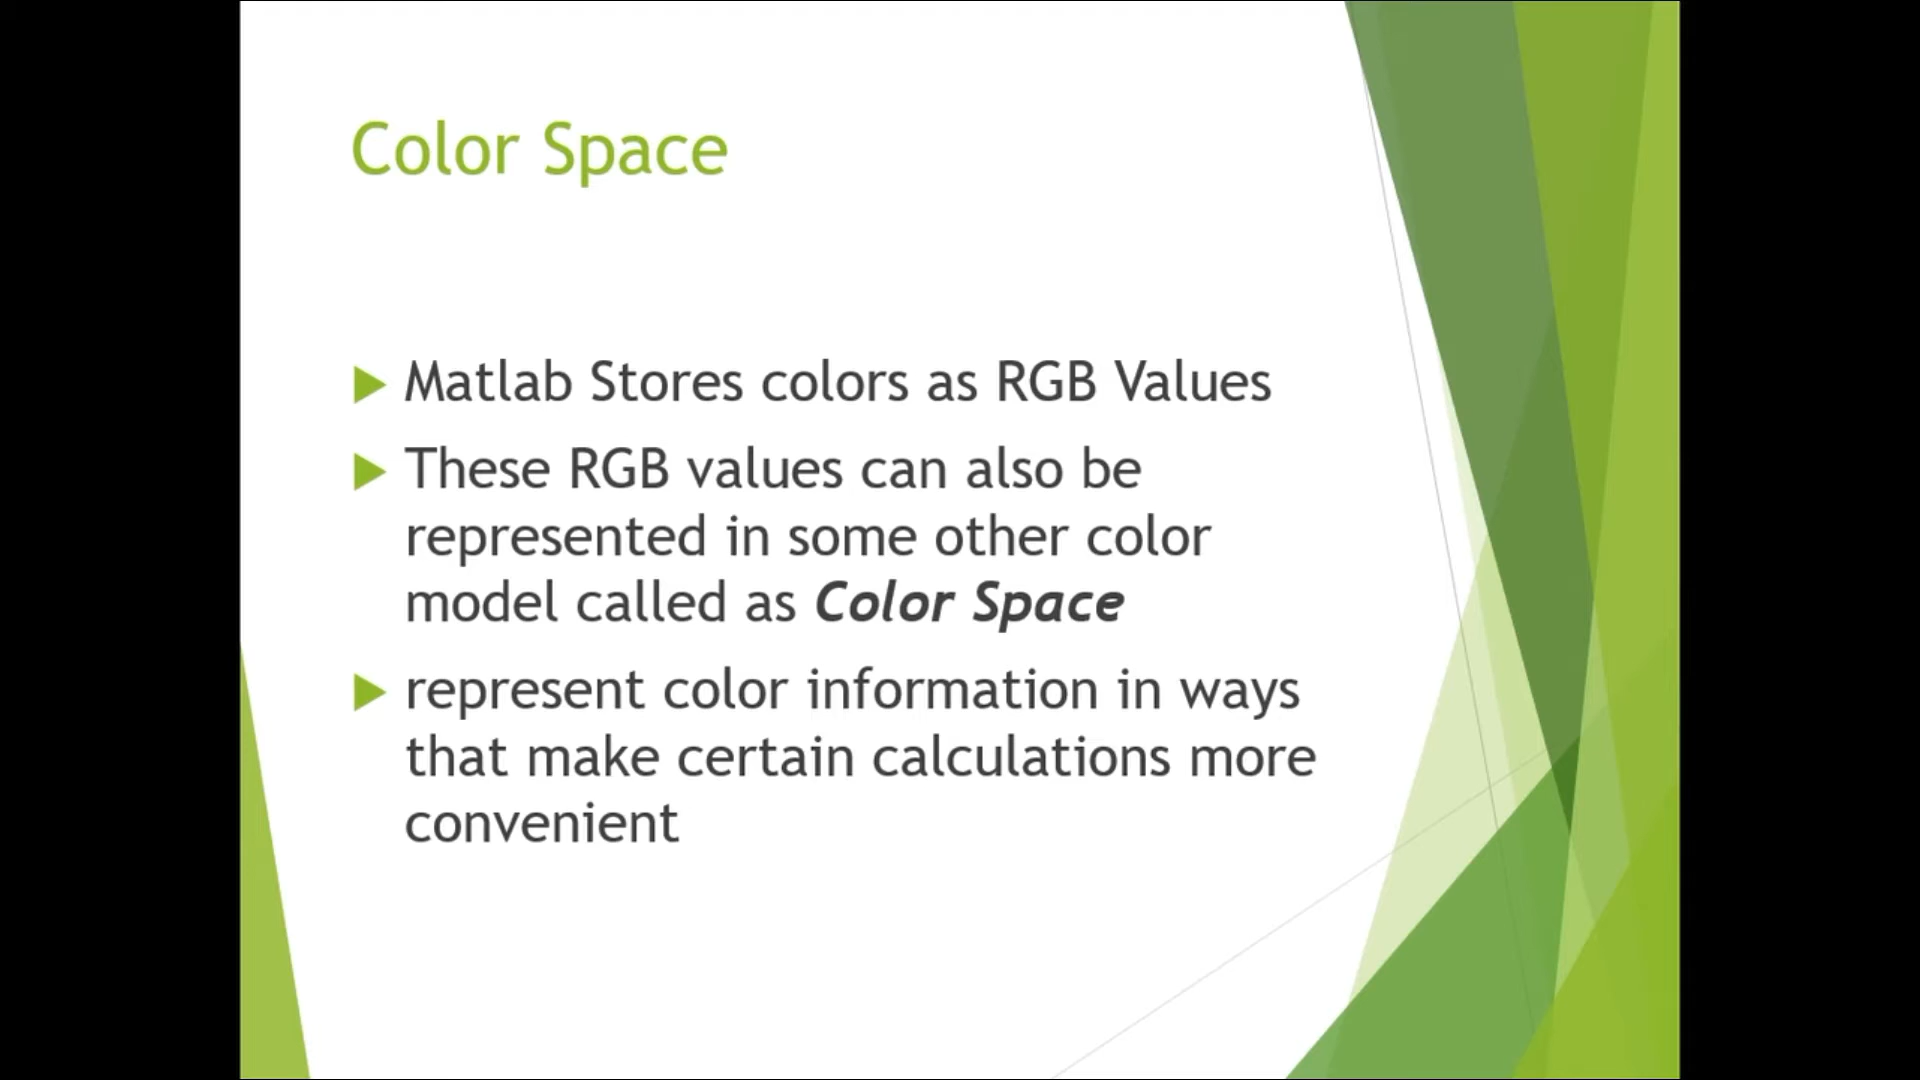 Color Space
Matlab Stores colors as RGB Values
These RGB values can also be
represented in some other color
model called as Color Space
represent color information in ways
that make certain calculations more
convenient